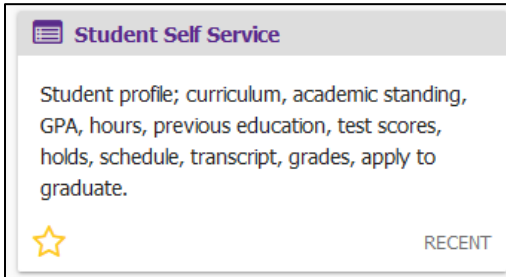 Student Self Service
Student profile; curriculum, academic standing,
GPA, hours, previous education, test scores,
holds, schedule, transcript, grades, apply to
graduate.
RECENT